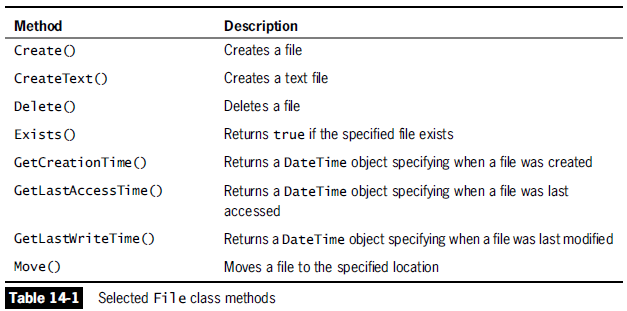 Method Description
Create() Creates a file
CreateText() Creates a text file
Delete() Deletes a file
Exists() Returns true if the specified file exists
GetCreationTime() Returns a DateTime object specifying when a file was created
GetLastAccessTime() Returns a DateTime object specifying when a file was last
accessed
GetLastWriteTime() Returns a DateTime object specifying when a file was last modified
Move() Moves a file to the specified location
Table 14-1 Selected File class methods